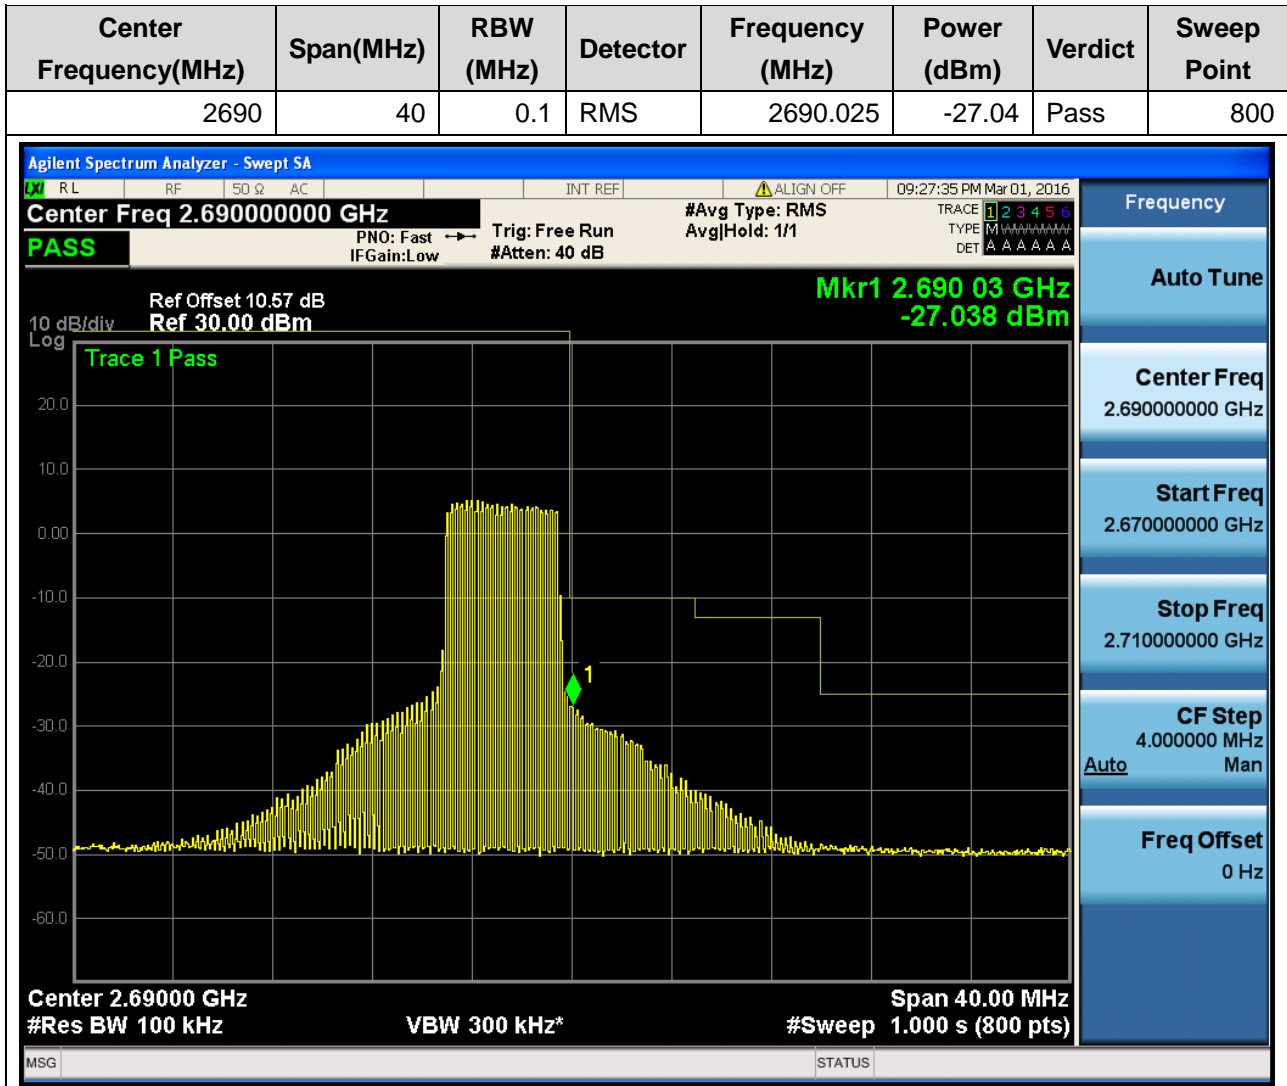 Center Frequency(MHz) Span(MHz) RBW (MHz) Detector Frequency (MHz) Power (dBm) Verdict Sweep Point
2690 40 0.1 RMS 2690.025 -27.04 Pass 800
Agilent Spectrum Analyzer - Swept SA
LXI RL RF 50 Ω AC INT REF ALIGN OFF 09:27:35 PM Mar 01, 2016
Center Freq 2.690000000 GHz
PASS
PNO: Fast
IFGain:Low
Trig: Free Run
#Atten: 40 dB
#Avg Type: RMS
Avg|Hold: 1/1
TRACE 1 2 3 4 5 6
TYPE M
DET A A A A A A
Mkr1 2.690 03 GHz
-27.038 dBm
Ref Offset 10.57 dB
10 dB/div Ref 30.00 dBm
Log
Trace 1 Pass
20.0
10.0
0.00
-10.0
-20.0
-30.0
-40.0
-50.0
-60.0
1
Center 2.69000 GHz Span 40.00 MHz
#Res BW 100 kHz VBW 300 kHz* #Sweep 1.000 s (800 pts)
MSG STATUS
Frequency
Auto Tune
Center Freq
2.690000000 GHz
Start Freq
2.670000000 GHz
Stop Freq
2.710000000 GHz
CF Step
4.000000 MHz
Auto Man
Freq Offset
0 Hz